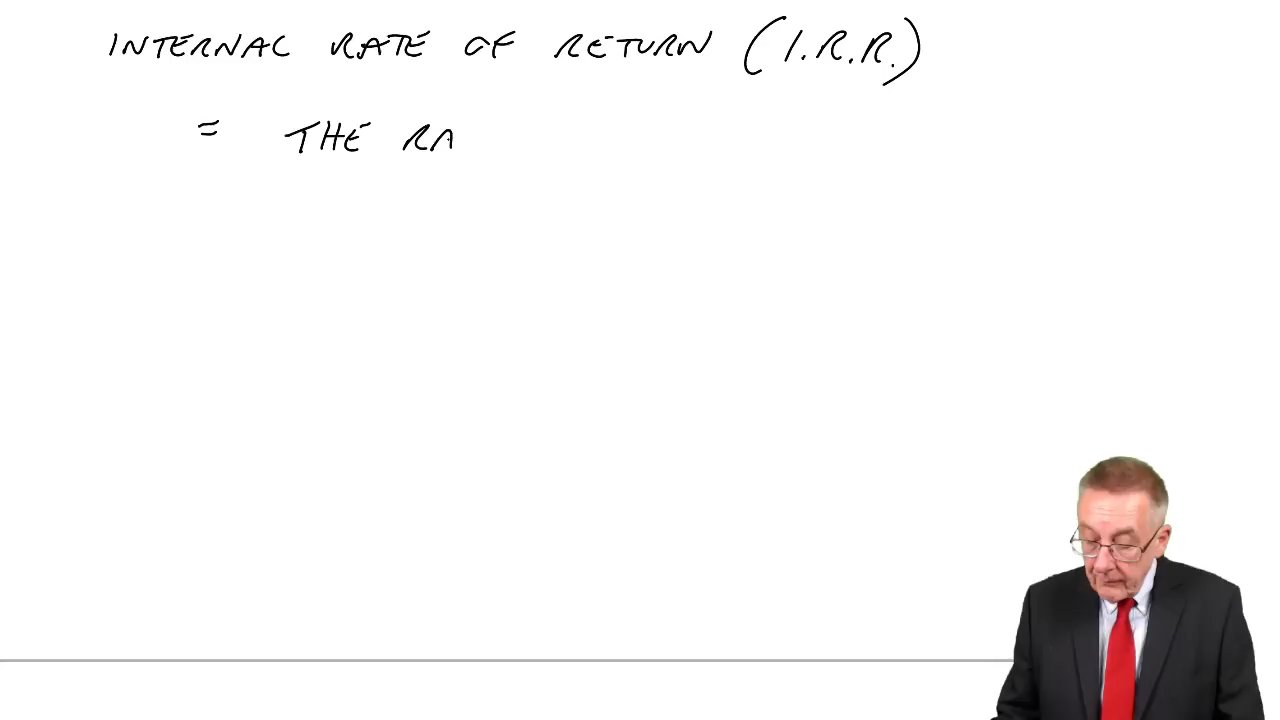 INTERNAL RATE OF RETURN (I.R.R.)
= THE RA